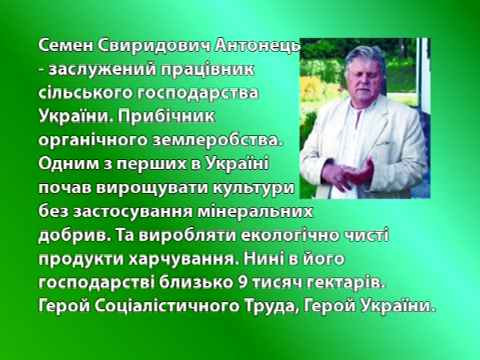 Семен Свиридович Антонець
- заслужений працівник
сільського господарства
України. Прибічник
органічного землеробства.
Одним з перших в Україні
почав вирощувати культури
без застосування мінеральних
добрив. Та виробляти екологічно чисті
продукти харчування. Нині в його
господарстві близько 9 тисяч гектарів.
Герой Соціалістичного Труда, Герой України.